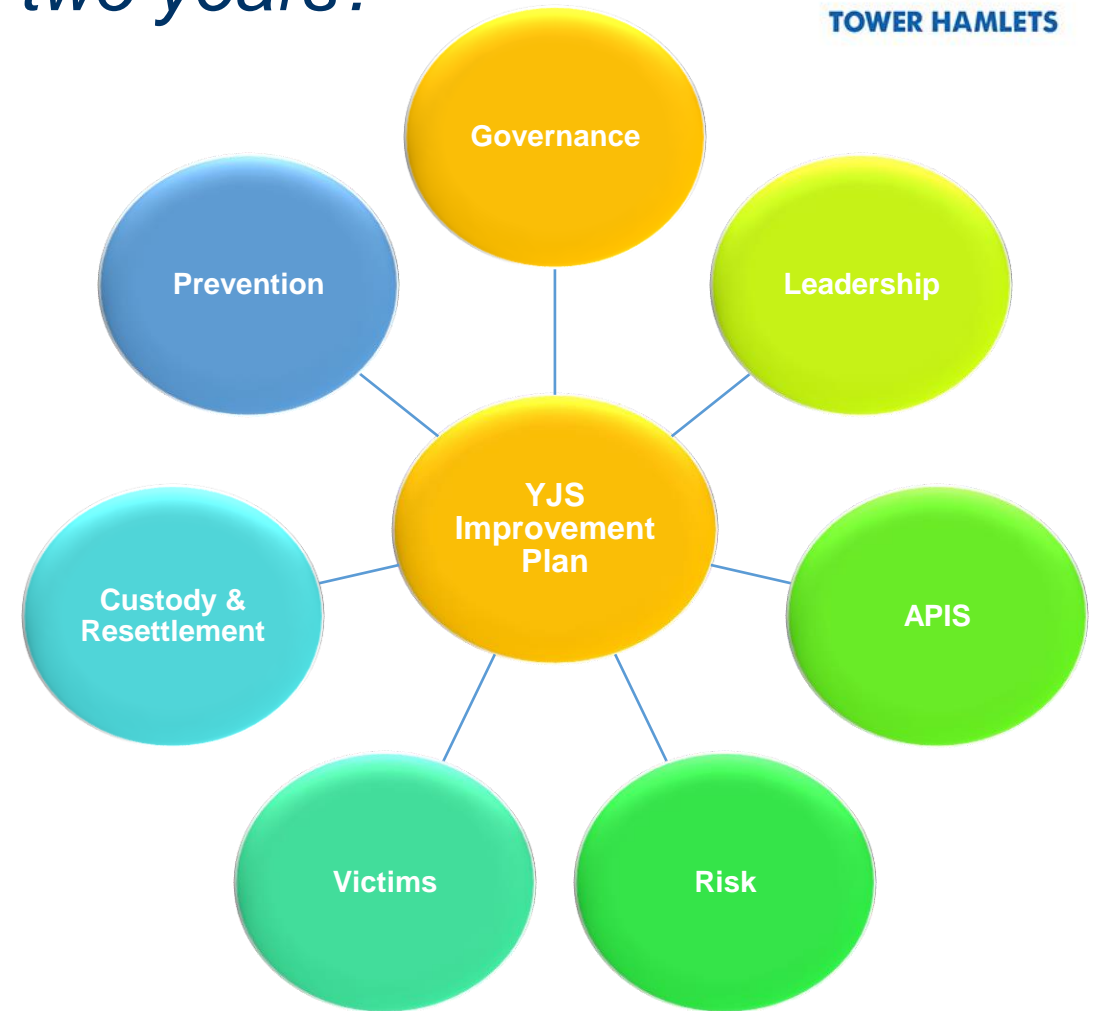 two years?
TOWER HAMLETS
Governance
Prevention
Leadership
YJS
Improvement
Plan
Custody &
Resettlement
APIS
Victims
Risk